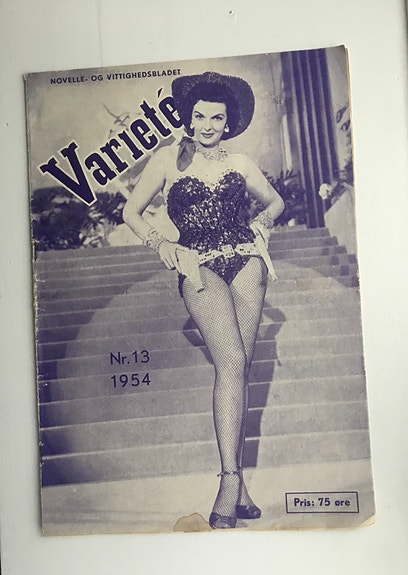 NOVELLE- OG VITTIGHEDSBLADET
Varieté
Nr. 13
1954
Pris: 75 øre